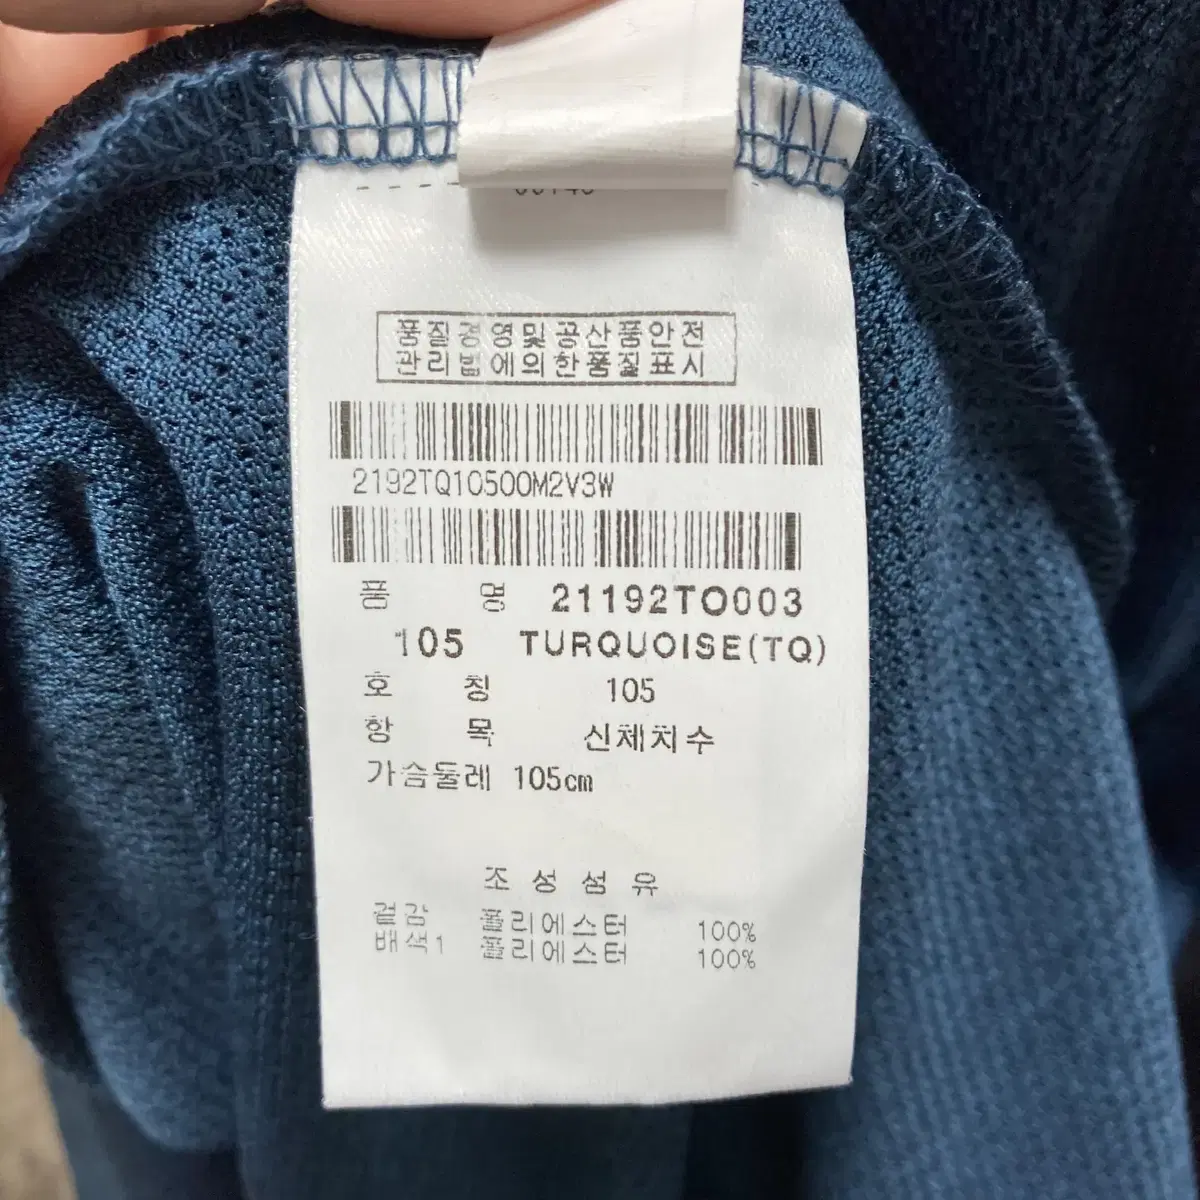 품질경영및공산품안전
관리법에의한품질표시
2192TQ10500M2V3W
품 명 21192TO003
105 TURQUOISE(TQ)
호 칭 105
항 목 신체치수
가슴둘레 105cm
조성섬유
겉감 폴리에스터 100%
배색1 폴리에스터 100%